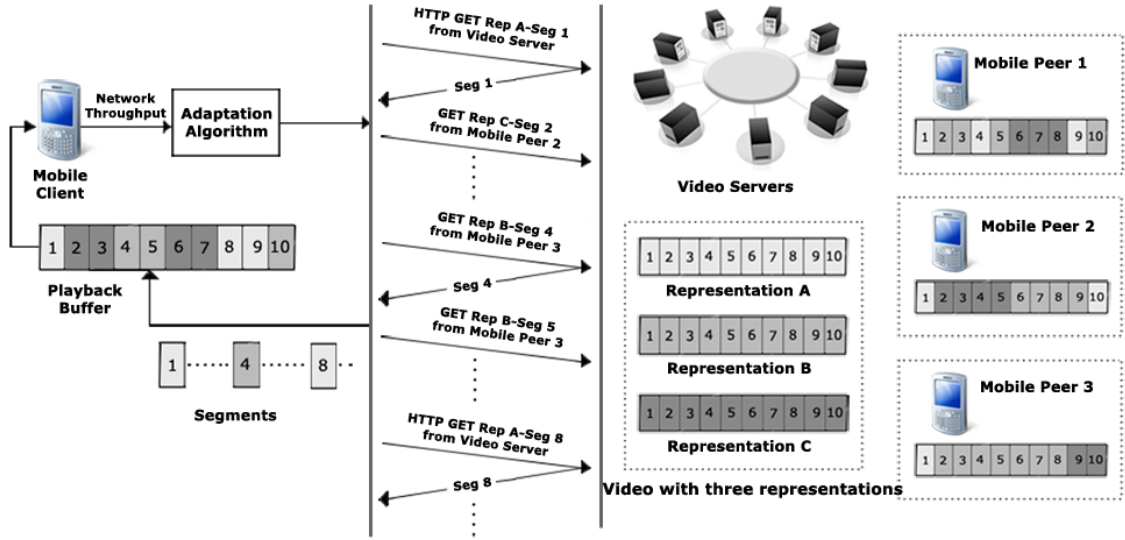 Mobile
Client
Network
Throughput
Adaptation
Algorithm
1 2 3 4 5 6 7 8 9 10
Playback
Buffer
1 4 8
Segments
HTTP GET Rep A-Seg 1
from Video Server
Seg 1
GET Rep C-Seg 2
from Mobile Peer 2
GET Rep B-Seg 4
from Mobile Peer 3
Seg 4
GET Rep B-Seg 5
from Mobile Peer 3
HTTP GET Rep A-Seg 8
from Video Server
Seg 8
Video Servers
1 2 3 4 5 6 7 8 9 10
Representation A
1 2 3 4 5 6 7 8 9 10
Representation B
1 2 3 4 5 6 7 8 9 10
Representation C
Video with three representations
Mobile Peer 1
1 2 3 4 5 6 7 8 9 10
Mobile Peer 2
1 2 3 4 5 6 7 8 9 10
Mobile Peer 3
1 2 3 4 5 6 7 8 9 10